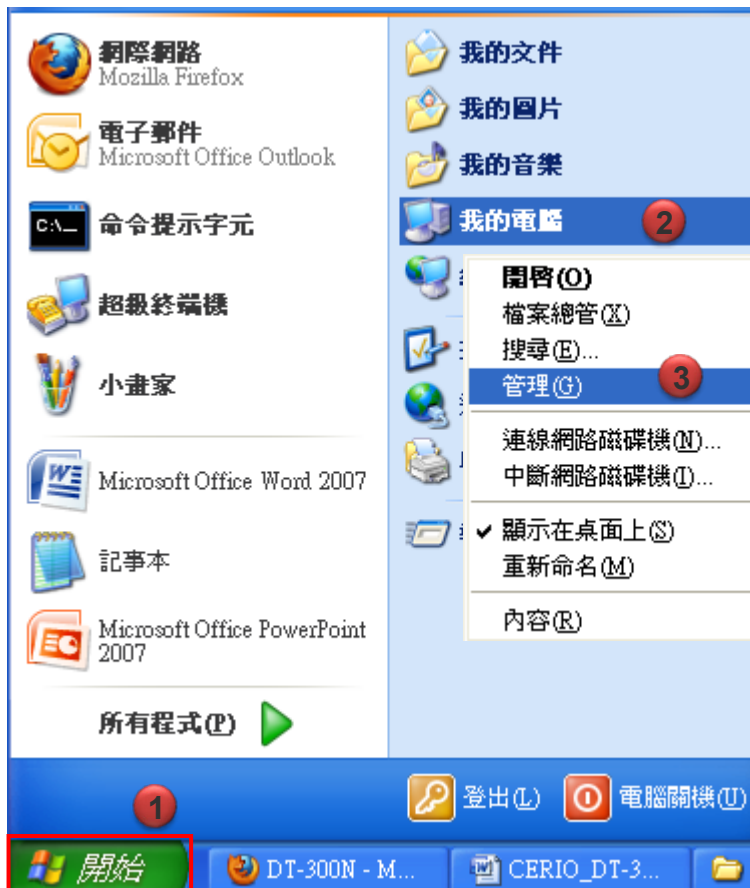 網際網路
Mozilla Firefox
電子郵件
Microsoft Office Outlook
C:\_
命令提示字元
超級終端機
小畫家
W
Microsoft Office Word 2007
記事本
Microsoft Office PowerPoint
2007
所有程式(P)
我的文件
我的圖片
我的音樂
我的電腦
2
開啓(O)
檔案總管(X)
搜尋(E)...
管理(G)
3
連線網路磁碟機(N)...
中斷網路磁碟機(I)...
✔ 顯示在桌面上(S)
重新命名(M)
內容(R)
1
登出(L)
電腦關機(U)
開始
DT-300N - M...
CERIO_DT-3...